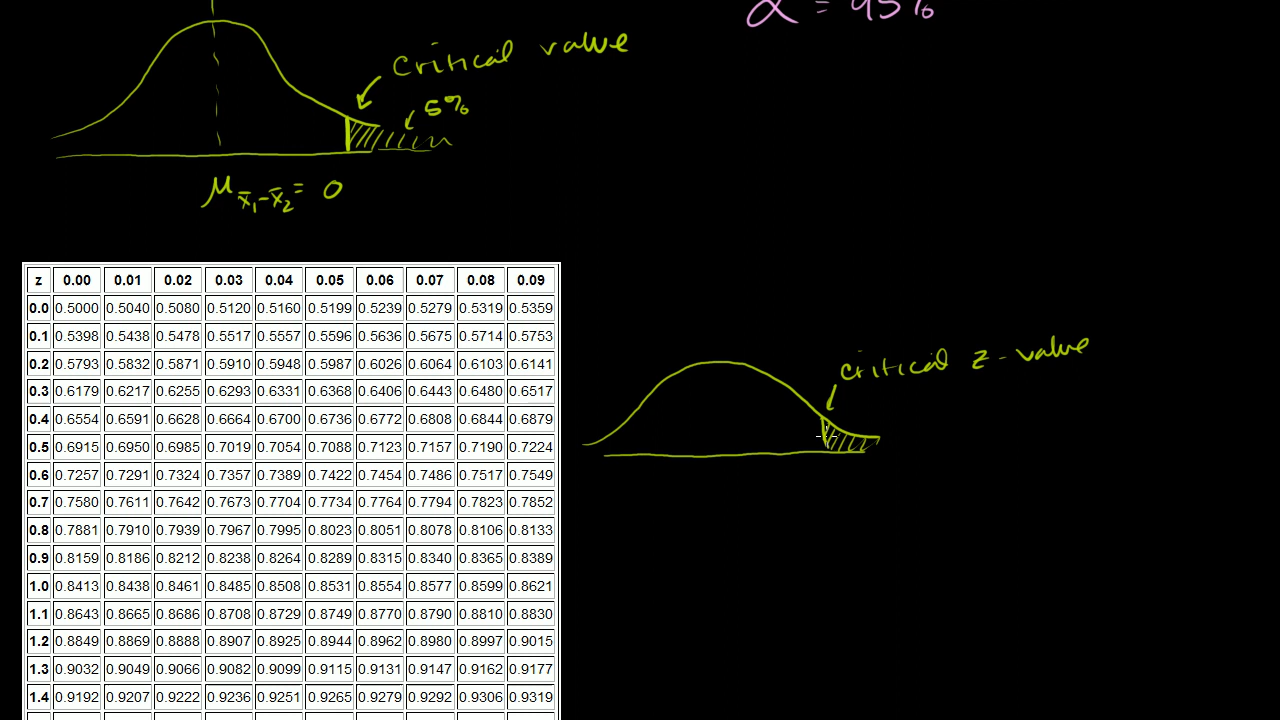 α = 95%
critical value
5%
μ x̄₁-x̄₂ = 0
z 0.00 0.01 0.02 0.03 0.04 0.05 0.06 0.07 0.08 0.09
0.0 0.5000 0.5040 0.5080 0.5120 0.5160 0.5199 0.5239 0.5279 0.5319 0.5359
0.1 0.5398 0.5438 0.5478 0.5517 0.5557 0.5596 0.5636 0.5675 0.5714 0.5753
0.2 0.5793 0.5832 0.5871 0.5910 0.5948 0.5987 0.6026 0.6064 0.6103 0.6141
critical z-value
0.3 0.6179 0.6217 0.6255 0.6293 0.6331 0.6368 0.6406 0.6443 0.6480 0.6517
0.4 0.6554 0.6591 0.6628 0.6664 0.6700 0.6736 0.6772 0.6808 0.6844 0.6879
0.5 0.6915 0.6950 0.6985 0.7019 0.7054 0.7088 0.7123 0.7157 0.7190 0.7224
0.6 0.7257 0.7291 0.7324 0.7357 0.7389 0.7422 0.7454 0.7486 0.7517 0.7549
0.7 0.7580 0.7611 0.7642 0.7673 0.7704 0.7734 0.7764 0.7794 0.7823 0.7852
0.8 0.7881 0.7910 0.7939 0.7967 0.7995 0.8023 0.8051 0.8078 0.8106 0.8133
0.9 0.8159 0.8186 0.8212 0.8238 0.8264 0.8289 0.8315 0.8340 0.8365 0.8389
1.0 0.8413 0.8438 0.8461 0.8485 0.8508 0.8531 0.8554 0.8577 0.8599 0.8621
1.1 0.8643 0.8665 0.8686 0.8708 0.8729 0.8749 0.8770 0.8790 0.8810 0.8830
1.2 0.8849 0.8869 0.8888 0.8907 0.8925 0.8944 0.8962 0.8980 0.8997 0.9015
1.3 0.9032 0.9049 0.9066 0.9082 0.9099 0.9115 0.9131 0.9147 0.9162 0.9177
1.4 0.9192 0.9207 0.9222 0.9236 0.9251 0.9265 0.9279 0.9292 0.9306 0.9319